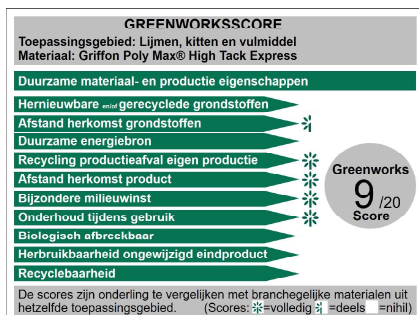 GREENWORKSSCORE
Toepassingsgebied: Lijmen, kitten en vulmiddel
Materiaal: Griffon Poly Max® High Tack Express
Duurzame materiaal- en productie eigenschappen
Hernieuwbare en/of gerecyclede grondstoffen
Afstand herkomst grondstoffen
Duurzame energiebron
Recycling productieafval eigen productie
Afstand herkomst product
Bijzondere milieuwinst
Onderhoud tijdens gebruik
Biologisch afbreekbaar
Herbruikbaarheid ongewijzigd eindproduct
Recyclebaarheid
Greenworks
9 /20
Score
De scores zijn onderling te vergelijken met branchegelijke materialen uit
hetzelfde toepassingsgebied. (Scores: =volledig =deels =nihil)